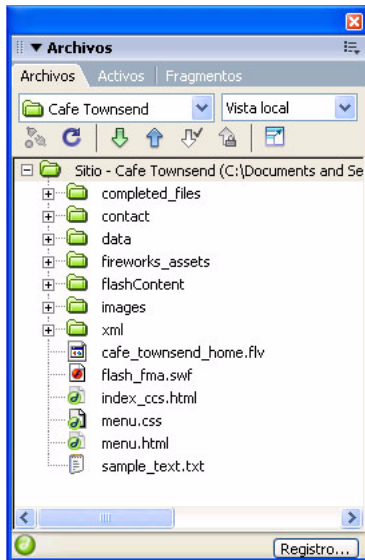 Archivos
Archivos Activos Fragmentos
Cafe Townsend Vista local
Sitio - Cafe Townsend (C:\Documents and Se
completed_files
contact
data
fireworks_assets
flashContent
images
xml
cafe_townsend_home.flv
flash_fma.swf
index_ccs.html
menu.css
menu.html
sample_text.txt
Registro...